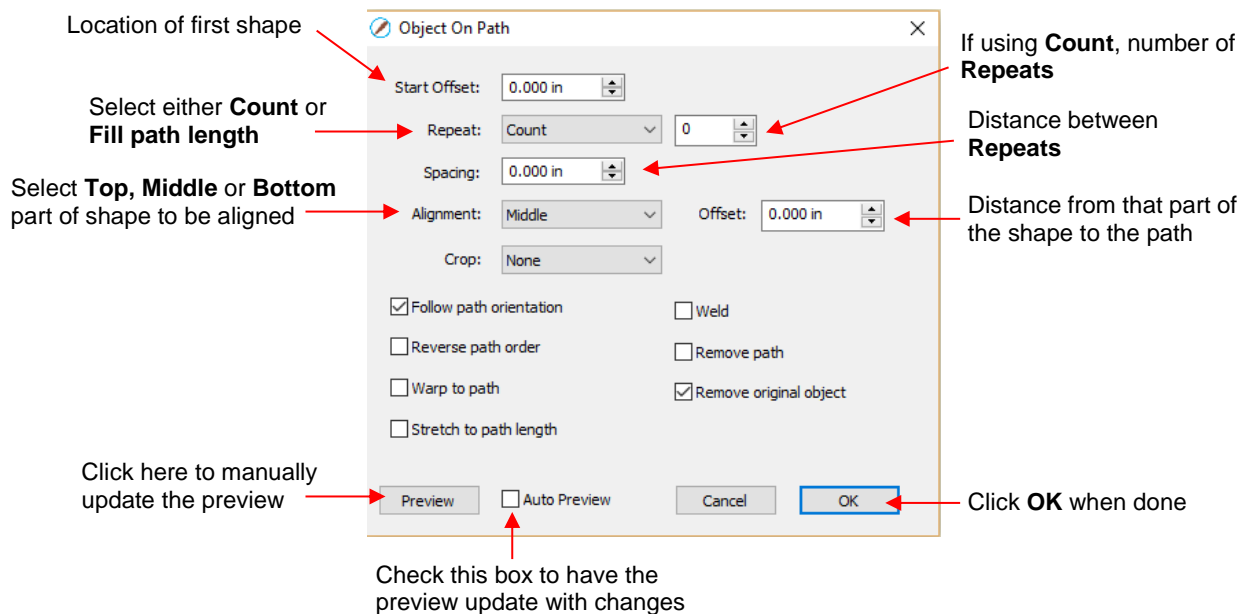 Location of first shape
Object On Path
If using Count, number of
Repeats
Start Offset: 0.000 in
Select either Count or
Fill path length
Repeat: Count 0
Distance between
Repeats
Spacing: 0.000 in
Select Top, Middle or Bottom
part of shape to be aligned
Alignment: Middle Offset: 0.000 in
Distance from that part of
the shape to the path
Crop: None
Follow path orientation
Weld
Reverse path order
Remove path
Warp to path
Remove original object
Stretch to path length
Click here to manually
update the preview
Preview Auto Preview Cancel OK
Click OK when done
Check this box to have the
preview update with changes